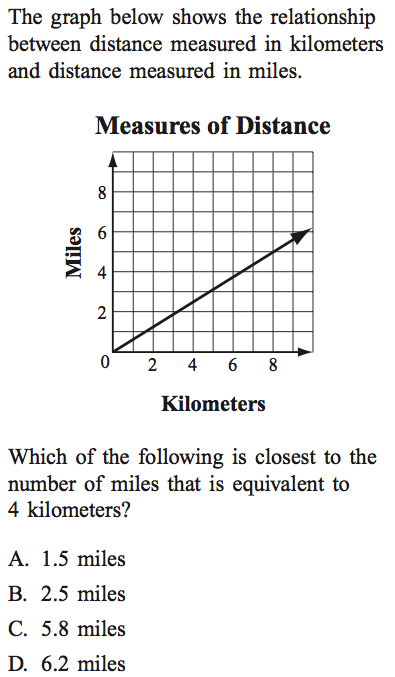 The graph below shows the relationship
between distance measured in kilometers
and distance measured in miles.
Measures of Distance
Miles
8
6
4
2
0 2 4 6 8
Kilometers
Which of the following is closest to the
number of miles that is equivalent to
4 kilometers?
A. 1.5 miles
B. 2.5 miles
C. 5.8 miles
D. 6.2 miles